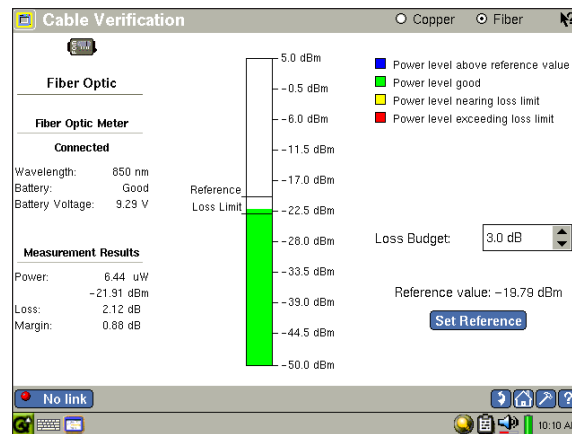 Cable Verification
Copper
Fiber
Fiber Optic
Fiber Optic Meter
Connected
Wavelength: 850 nm
Battery: Good
Battery Voltage: 9.29 V
Measurement Results
Power: 6.44 uW
-21.91 dBm
Loss: 2.12 dB
Margin: 0.88 dB
Reference
Loss Limit
5.0 dBm
-0.5 dBm
-6.0 dBm
-11.5 dBm
-17.0 dBm
-22.5 dBm
-28.0 dBm
-33.5 dBm
-39.0 dBm
-44.5 dBm
-50.0 dBm
Power level above reference value
Power level good
Power level nearing loss limit
Power level exceeding loss limit
Loss Budget: 3.0 dB
Reference value: -19.79 dBm
Set Reference
No link
?
10:10 A